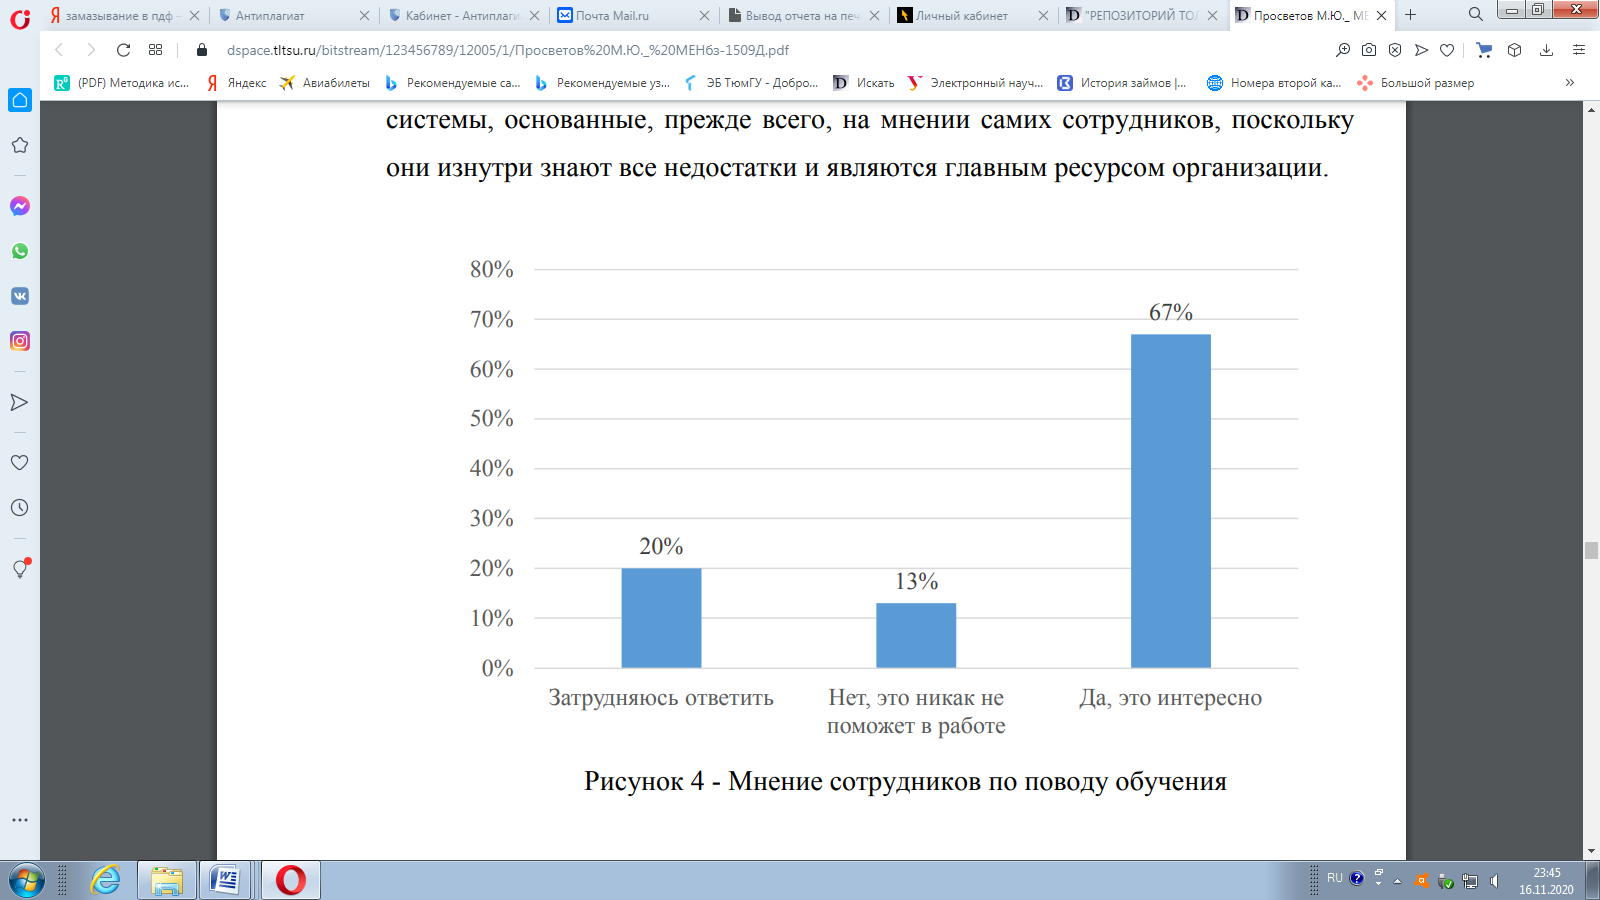 замазывание в пдф -
Антиплагиат
Кабинет - Антиплаги
Почта Mail.ru
Вывод отчета на печ
Личный кабинет
"РЕПОЗИТОРИЙ ТОЛ
Просветов М.Ю._ МЕ
dspace.tltsu.ru/bitstream/123456789/12005/1/Просветов%20М.Ю._%20МЕНбз-1509Д.pdf
(PDF) Методика ис...
Яндекс
Авиабилеты
Рекомендуемые са...
Рекомендуемые уз...
ЭБ ТюмГУ - Добро...
Искать
Электронный науч...
История займов |...
Номера второй ка...
Большой размер
системы, основанные, прежде всего, на мнении самих сотрудников, поскольку
они изнутри знают все недостатки и являются главным ресурсом организации.
80%
70%
60%
50%
40%
30%
20%
10%
0%
20%
13%
67%
Затрудняюсь ответить
Нет, это никак не
поможет в работе
Да, это интересно
Рисунок 4 - Мнение сотрудников по поводу обучения
RU
23:45
16.11.2020